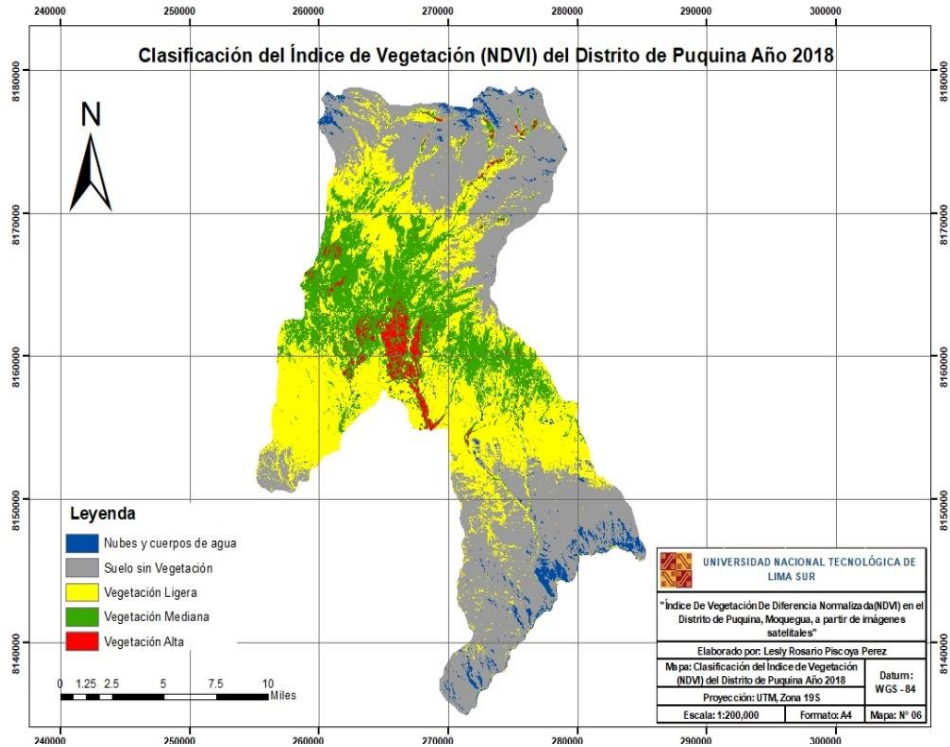 240000 250000 260000 270000 280000 290000 300000
Clasificación del Índice de Vegetación (NDVI) del Distrito de Puquina Año 2018
8180000 8180000
N
8170000 8170000
8160000 8160000
8150000 8150000
Leyenda
Nubes y cuerpos de agua
Suelo sin Vegetación
Vegetación Ligera
Vegetación Mediana
Vegetación Alta
8140000 8140000
0 1.25 2.5 5 7.5 10
Miles
UNIVERSIDAD NACIONAL TECNOLÓGICA DE
LIMA SUR
"Índice De Vegetación De Diferencia Normalizada(NDVI) en el
Distrito de Puquina, Moquegua, a partir de imágenes
satelitales"
Elaborado por: Lesly Rosario Piscoya Perez
Mapa: Clasificación del Índice de Vegetación
(NDVI) del Distrito de Puquina Año 2018
Datum:
WGS - 84
Proyección: UTM, Zona 19S
Escala: 1:200,000 Formato: A4 Mapa: Nº 06
240000 250000 260000 270000 280000 290000 300000